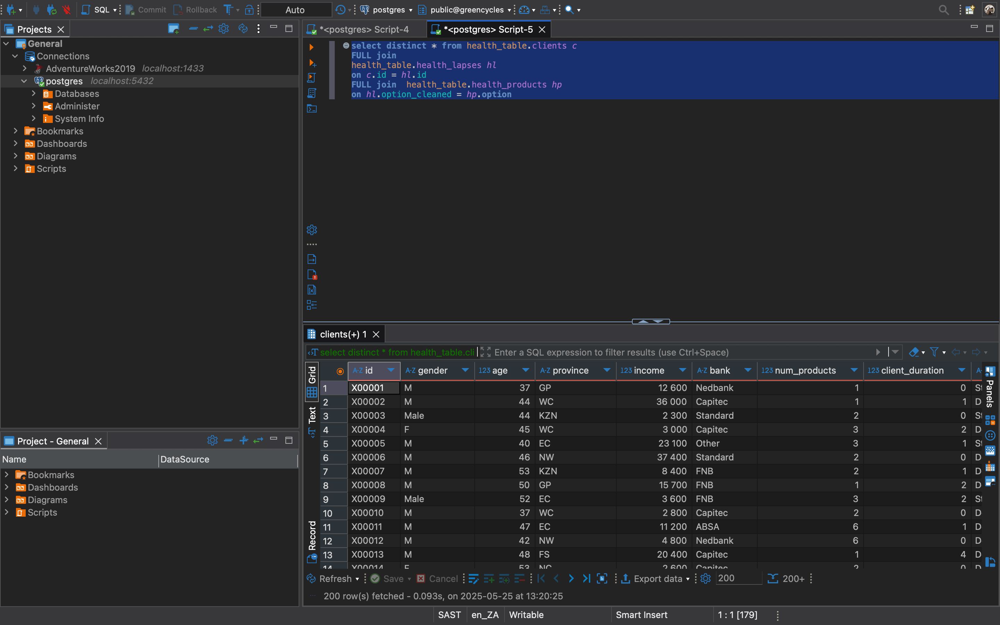 SQL Commit Rollback Auto postgres public@greencycles
Projects
General
Connections
AdventureWorks2019 localhost:1433
postgres localhost:5432
Databases
Administer
System Info
Bookmarks
Dashboards
Diagrams
Scripts
*<postgres> Script-4 *<postgres> Script-5
select distinct * from health_table.clients c
FULL join
health_table.health_lapses hl
on c.id = hl.id
FULL join  health_table.health_products hp
on hl.option_cleaned = hp.option
Project - General
Name DataSource
Bookmarks
Dashboards
Diagrams
Scripts
clients(+) 1
select distinct * from health_table.cli Enter a SQL expression to filter results (use Ctrl+Space)
Grid
Text
Record
Panels
A-Z id A-Z gender 123 age A-Z province 123 income A-Z bank 123 num_products 123 client_duration A-
1 X00001 M 37 GP 12 600 Nedbank 1 0 St
2 X00002 M 44 WC 36 000 Capitec 1 1 D
3 X00003 Male 44 KZN 2 300 Standard 2 0 St
4 X00004 F 45 WC 3 000 Capitec 3 2 D
5 X00005 M 40 EC 23 100 Other 3 1 St
6 X00006 M 46 NW 37 400 Standard 2 0 D
7 X00007 M 53 KZN 8 400 FNB 2 1 D
8 X00008 M 50 GP 15 700 FNB 1 2 D
9 X00009 Male 52 EC 3 600 FNB 3 2 St
10 X00010 M 37 WC 2 800 Capitec 2 0 D
11 X00011 M 47 EC 11 200 ABSA 6 1 D
12 X00012 M 42 NW 4 800 Nedbank 6 0 D
13 X00013 M 48 FS 20 400 Capitec 1 4 D
14 X00014 F 53 NC 2 600 Capitec 2 0 D
Refresh Save Cancel Export data 200 200+
200 row(s) fetched - 0.093s, on 2025-05-25 at 13:20:25
SAST en_ZA Writable Smart Insert 1 : 1 [179]